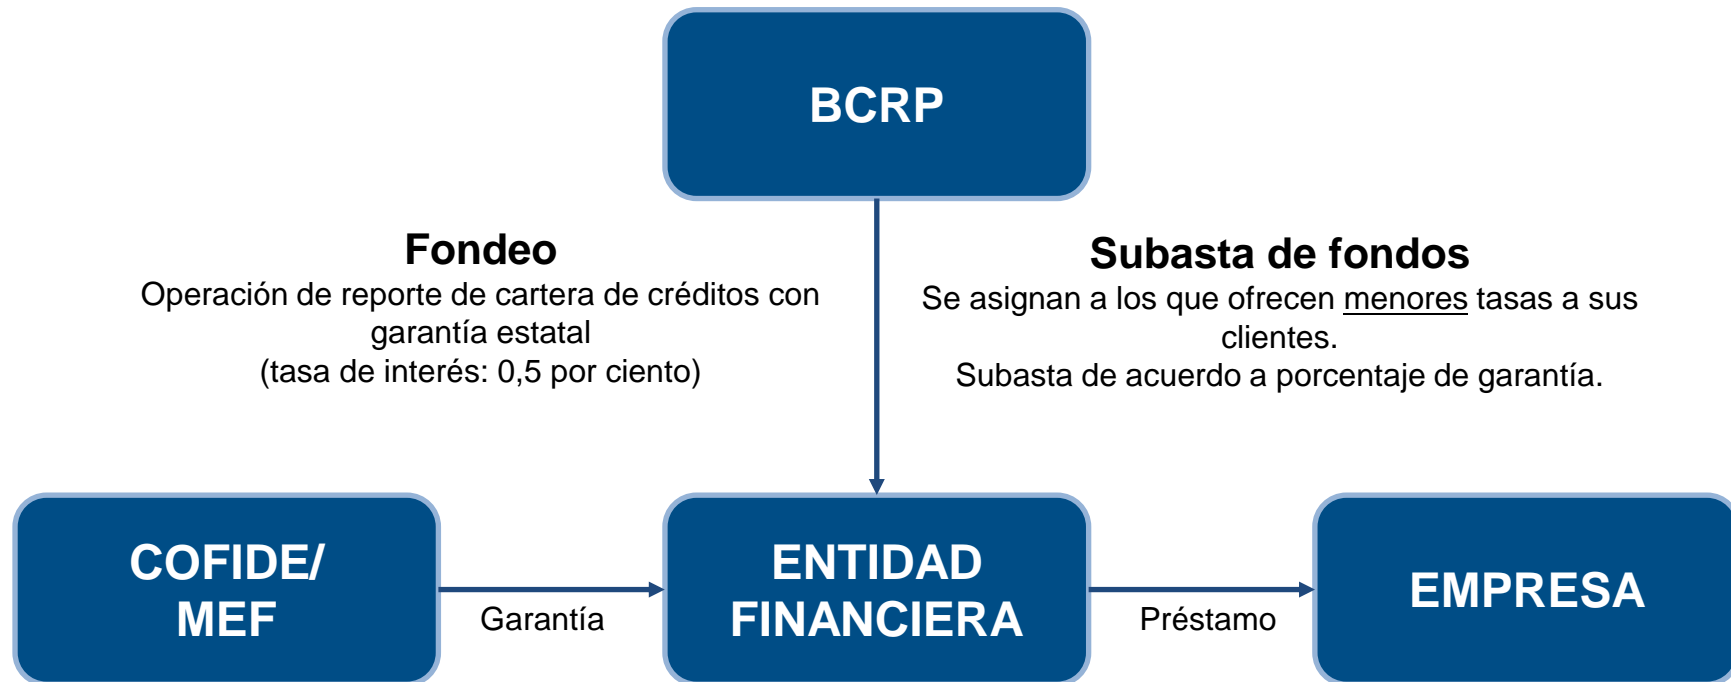 BCRP
Fondeo
Operación de reporte de cartera de créditos con
garantía estatal
(tasa de interés: 0,5 por ciento)
Subasta de fondos
Se asignan a los que ofrecen menores tasas a sus
clientes.
Subasta de acuerdo a porcentaje de garantía.
COFIDE/
MEF
Garantía
ENTIDAD
FINANCIERA
Préstamo
EMPRESA